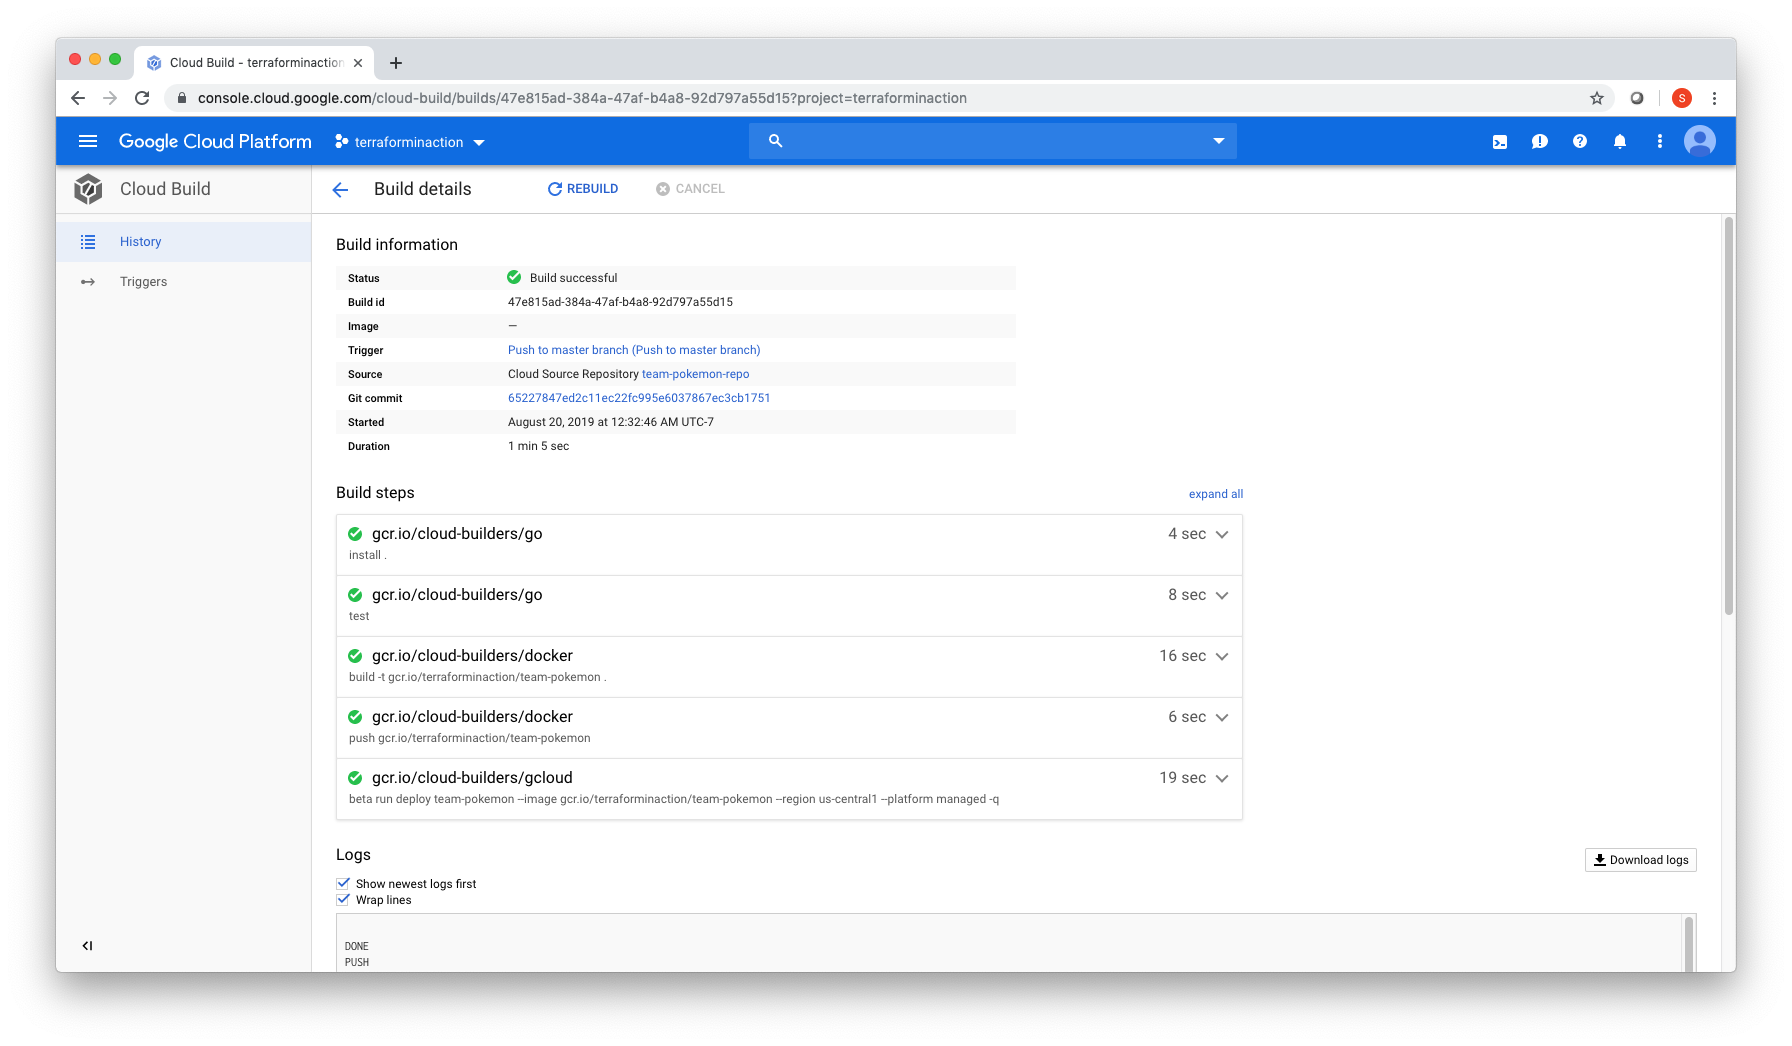 Cloud Build - terraforminaction
console.cloud.google.com/cloud-build/builds/47e815ad-384a-47af-b4a8-92d797a55d15?project=terraforminaction
S
Google Cloud Platform
terraforminaction
Cloud Build
Build details
REBUILD
CANCEL
History
Triggers
Build information
Status Build successful
Build id 47e815ad-384a-47af-b4a8-92d797a55d15
Image —
Trigger Push to master branch (Push to master branch)
Source Cloud Source Repository team-pokemon-repo
Git commit 65227847ed2c11ec22fc995e6037867ec3cb1751
Started August 20, 2019 at 12:32:46 AM UTC-7
Duration 1 min 5 sec
Build steps
expand all
gcr.io/cloud-builders/go 4 sec
install .
gcr.io/cloud-builders/go 8 sec
test
gcr.io/cloud-builders/docker 16 sec
build -t gcr.io/terraforminaction/team-pokemon .
gcr.io/cloud-builders/docker 6 sec
push gcr.io/terraforminaction/team-pokemon
gcr.io/cloud-builders/gcloud 19 sec
beta run deploy team-pokemon --image gcr.io/terraforminaction/team-pokemon --region us-central1 --platform managed -q
Logs
Download logs
Show newest logs first
Wrap lines
DONE
PUSH